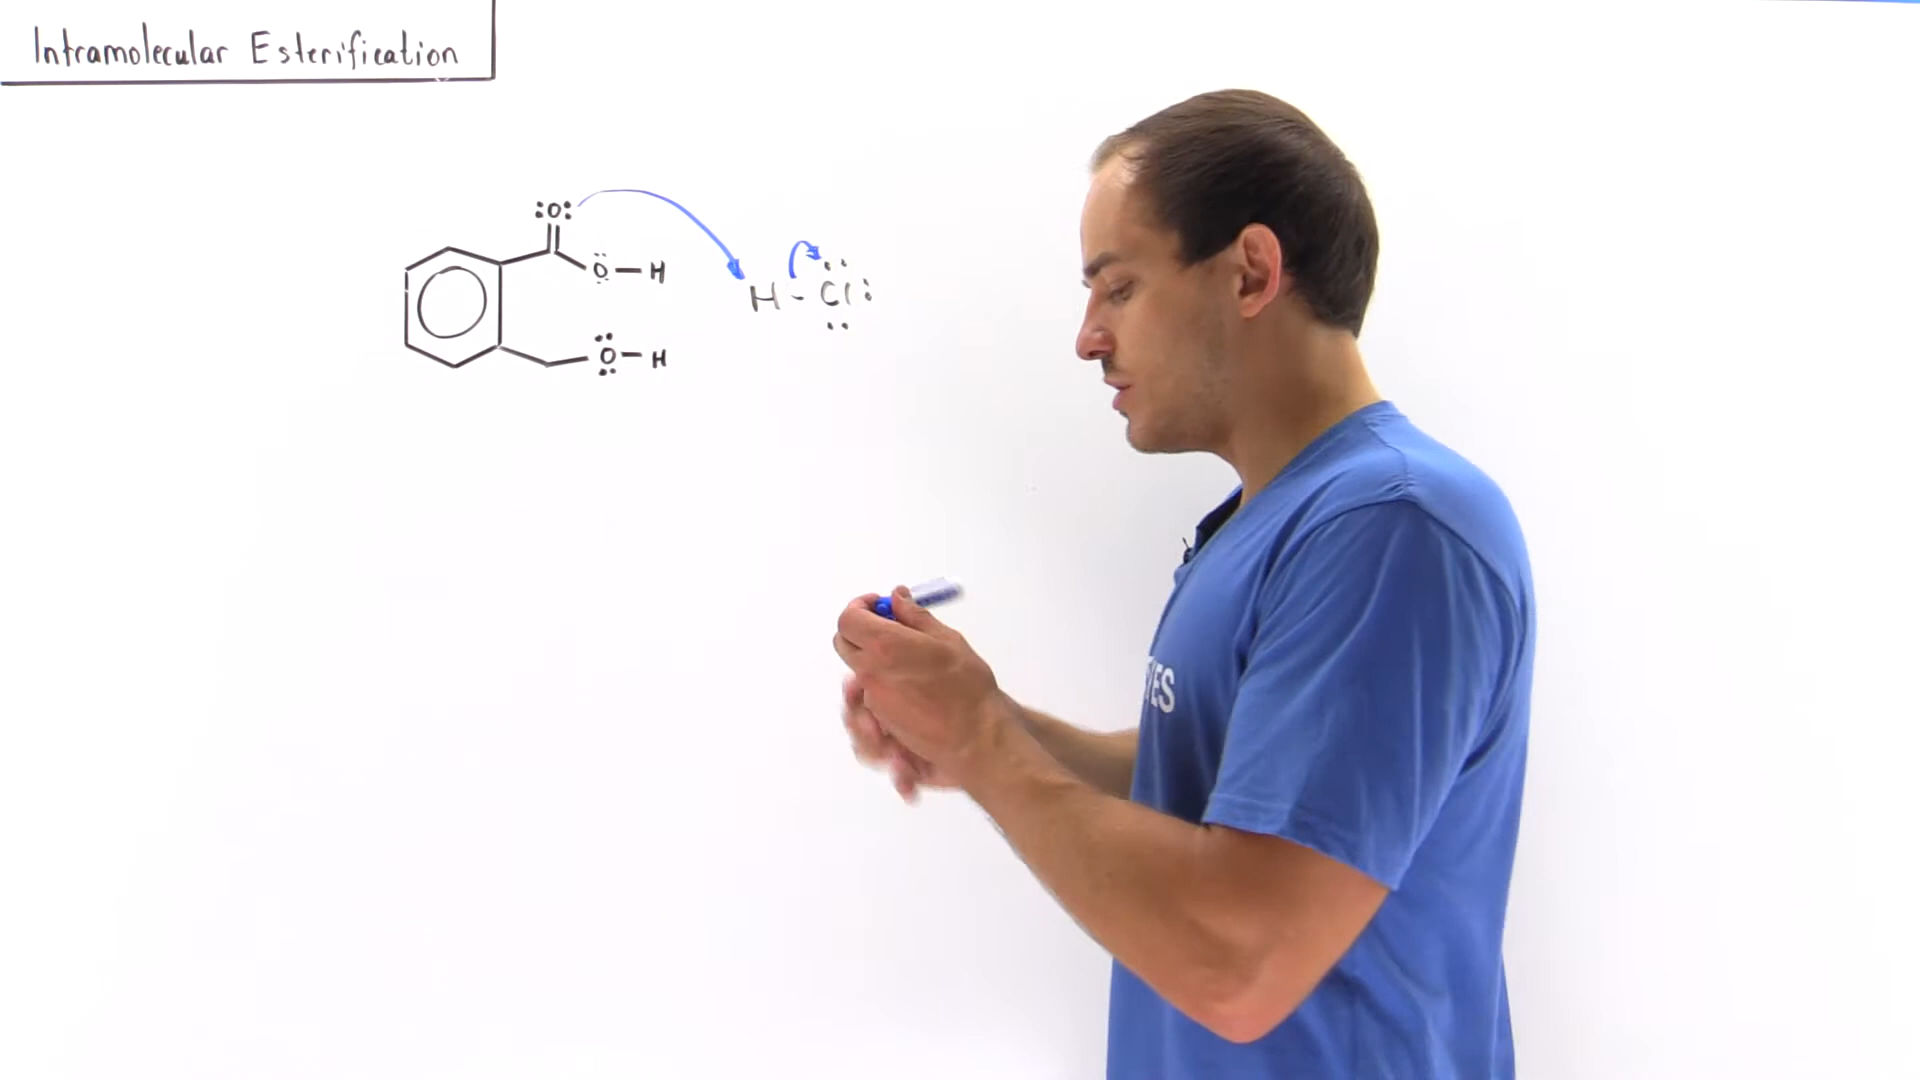 Intramolecular Esterification
:O:
O - H
H - Cl:
O - H